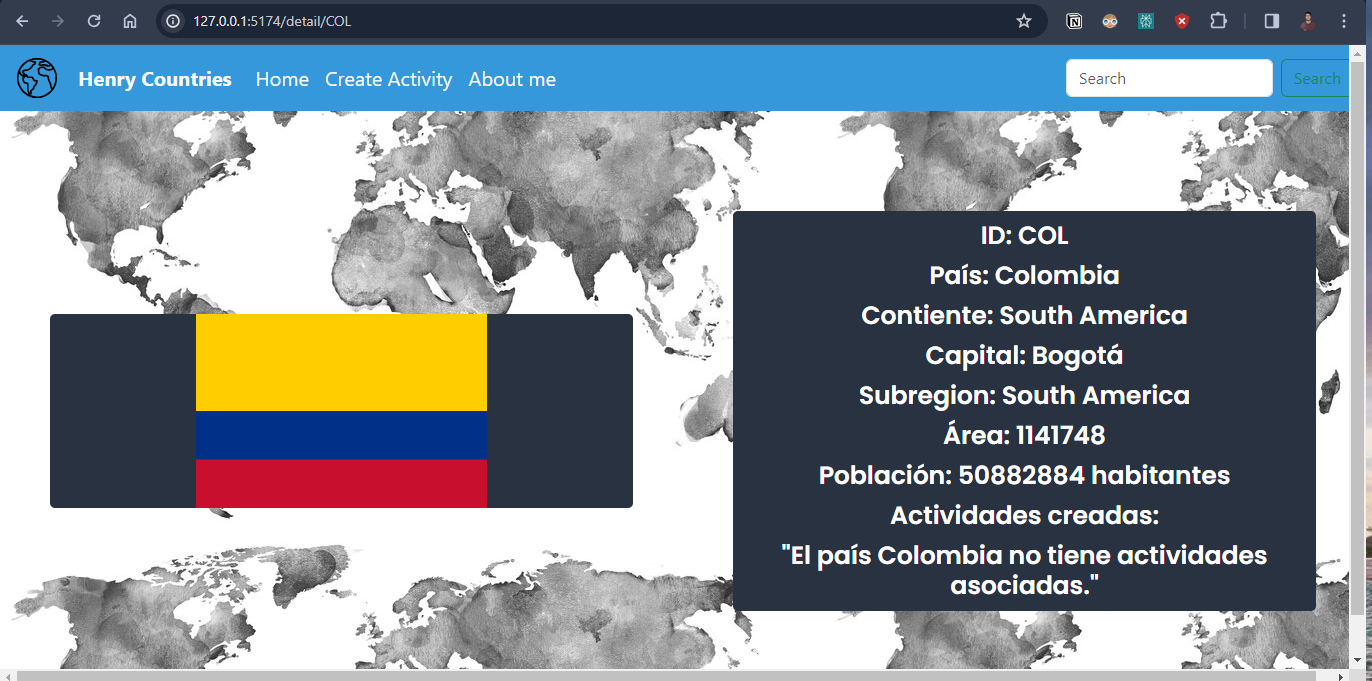 127.0.0.1:5174/detail/COL
Henry Countries Home Create Activity About me Search Search
ID: COL
País: Colombia
Contiente: South America
Capital: Bogotá
Subregion: South America
Área: 1141748
Población: 50882884 habitantes
Actividades creadas:
"El país Colombia no tiene actividades
asociadas."